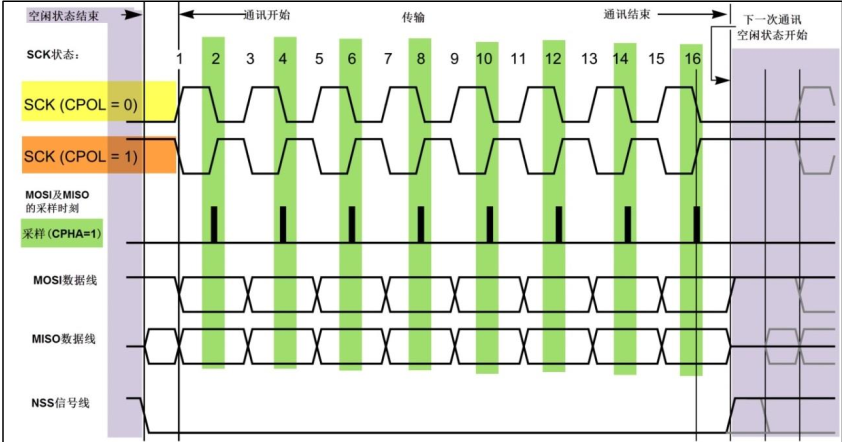 空闲状态结束
通讯开始
传输
通讯结束
下一次通讯
空闲状态开始
SCK状态:
1 2 3 4 5 6 7 8 9 10 11 12 13 14 15 16
SCK (CPOL = 0)
SCK (CPOL = 1)
MOSI及MISO
的采样时刻
采样(CPHA=1)
MOSI数据线
MISO数据线
NSS信号线